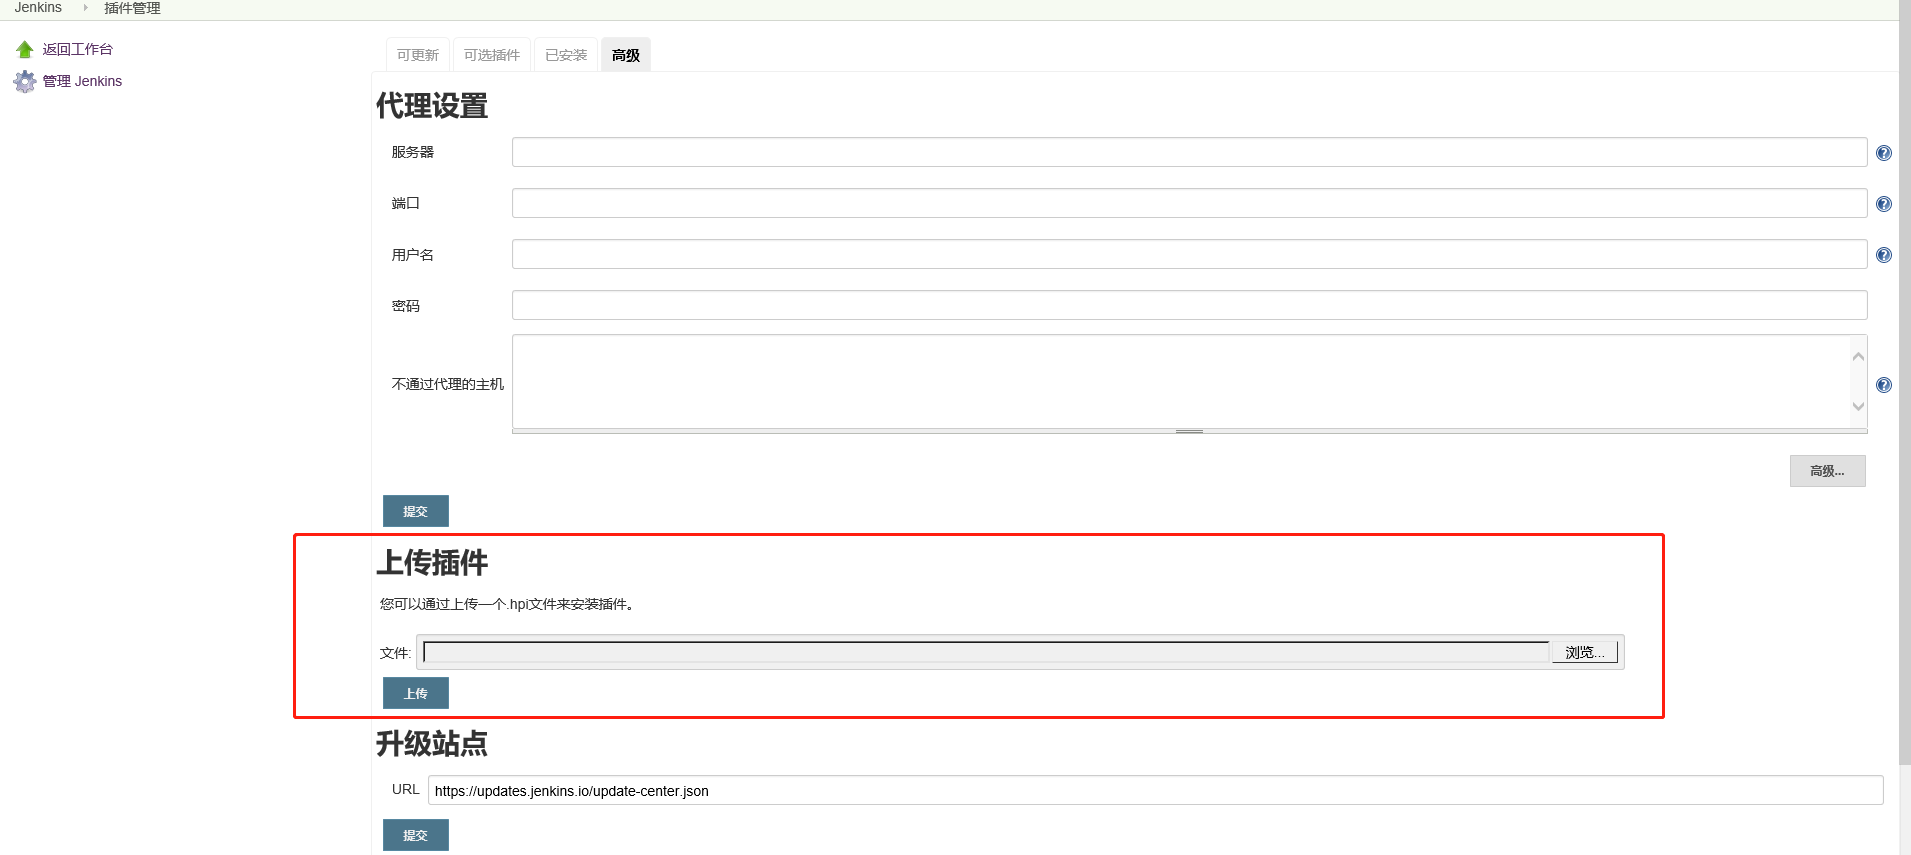 Jenkins 插件管理
返回工作台
管理 Jenkins
可更新 可选插件 已安装 高级
代理设置
服务器
端口
用户名
密码
不通过代理的主机
高级...
提交
上传插件
您可以通过上传一个.hpi文件来安装插件。
文件: 浏览...
上传
升级站点
URL https://updates.jenkins.io/update-center.json
提交